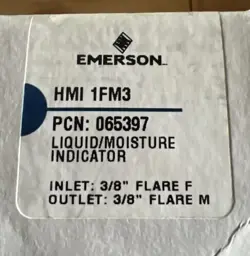 EMERSON
HMI 1FM3
PCN: 065397
LIQUID/MOISTURE
INDICATOR
INLET: 3/8" FLARE F
OUTLET: 3/8" FLARE M